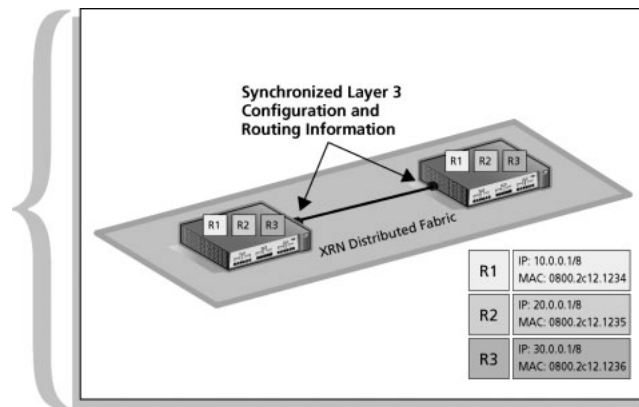 Synchronized Layer 3
Configuration and
Routing Information
R1 R2 R3
R1 R2 R3
XRN Distributed Fabric
R1
IP: 10.0.0.1/8
MAC: 0800.2c12.1234
R2
IP: 20.0.0.1/8
MAC: 0800.2c12.1235
R3
IP: 30.0.0.1/8
MAC: 0800.2c12.1236